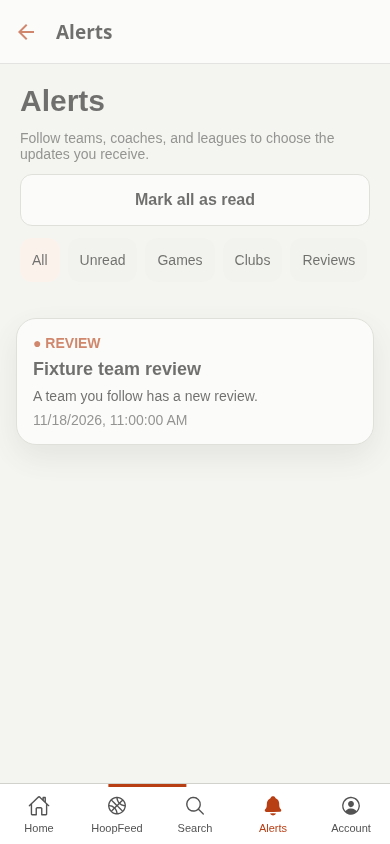 Alerts
Alerts
Follow teams, coaches, and leagues to choose the
updates you receive.
Mark all as read
All Unread Games Clubs Reviews
• REVIEW
Fixture team review
A team you follow has a new review.
11/18/2026, 11:00:00 AM
Home HoopFeed Search Alerts Account